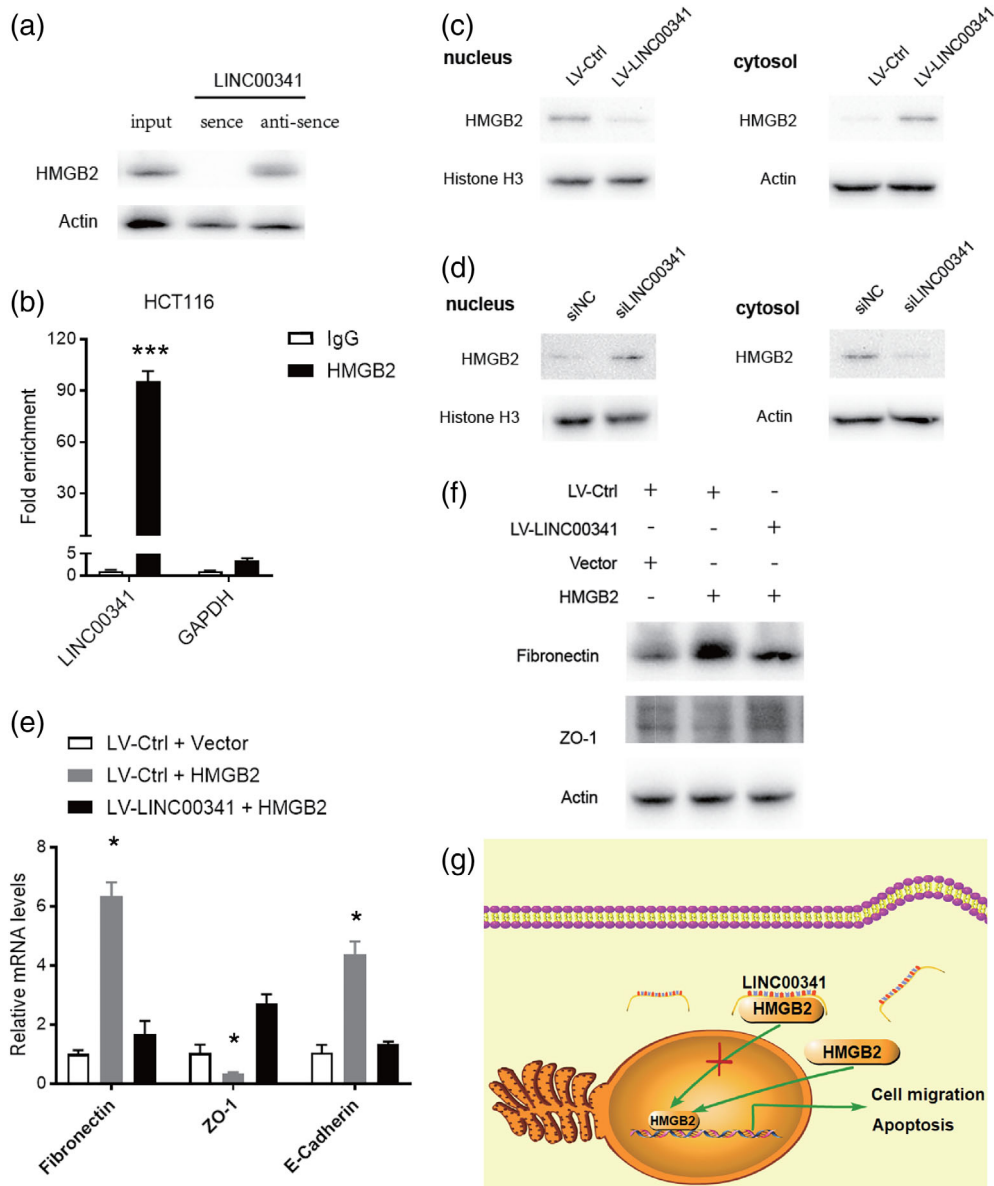 (a)
LINC00341
input sence anti-sence
HMGB2
Actin
(b)
HCT116
IgG
HMGB2
***
Fold enrichment
120
90
60
30
5
0
LINC00341
GAPDH
(c)
nucleus
LV-Ctrl
LV-LINC00341
HMGB2
Histone H3
cytosol
LV-Ctrl
LV-LINC00341
HMGB2
Actin
(d)
nucleus
siNC
siLINC00341
HMGB2
Histone H3
cytosol
siNC
siLINC00341
HMGB2
Actin
(e)
LV-Ctrl + Vector
LV-Ctrl + HMGB2
LV-LINC00341 + HMGB2
Relative mRNA levels
8
6
4
2
0
*
*
*
Fibronectin
ZO-1
E-Cadherin
(f)
LV-Ctrl + + -
LV-LINC00341 - - +
Vector + - -
HMGB2 - + +
Fibronectin
ZO-1
Actin
(g)
LINC00341
HMGB2
HMGB2
HMGB2
Cell migration
Apoptosis